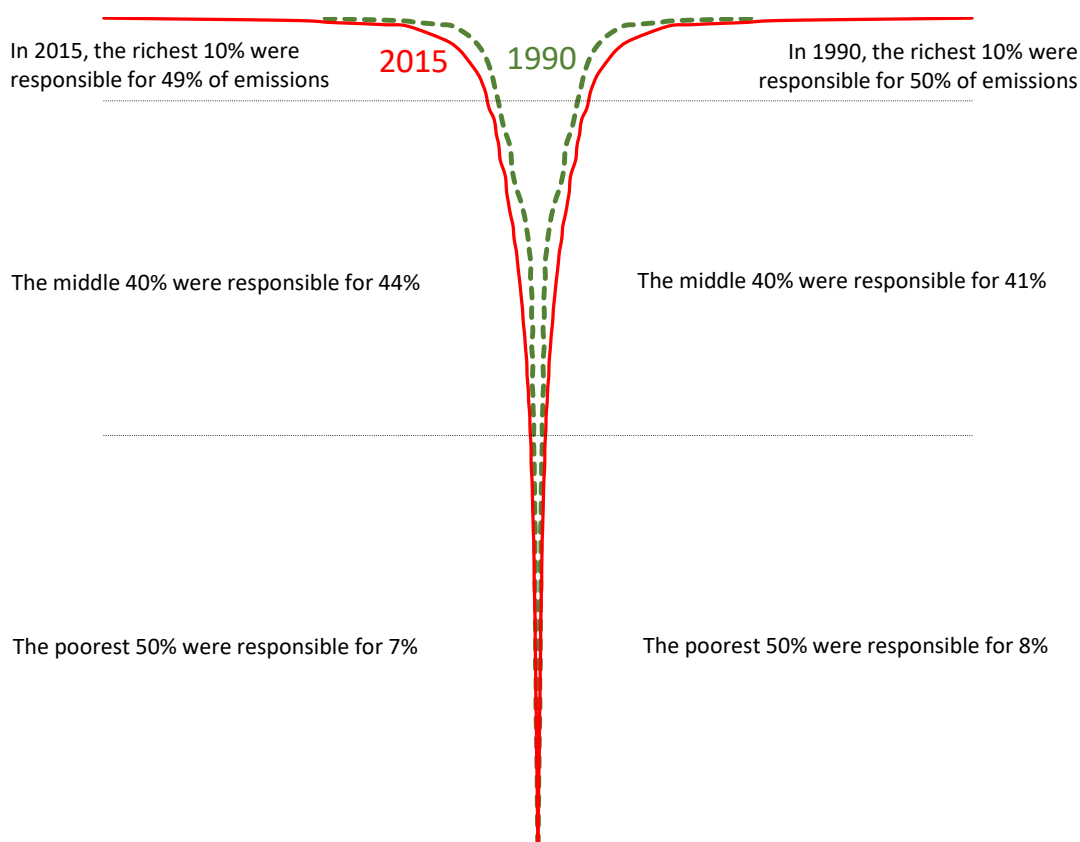 In 2015, the richest 10% were
responsible for 49% of emissions
2015
1990
In 1990, the richest 10% were
responsible for 50% of emissions
The middle 40% were responsible for 44%
The middle 40% were responsible for 41%
The poorest 50% were responsible for 7%
The poorest 50% were responsible for 8%